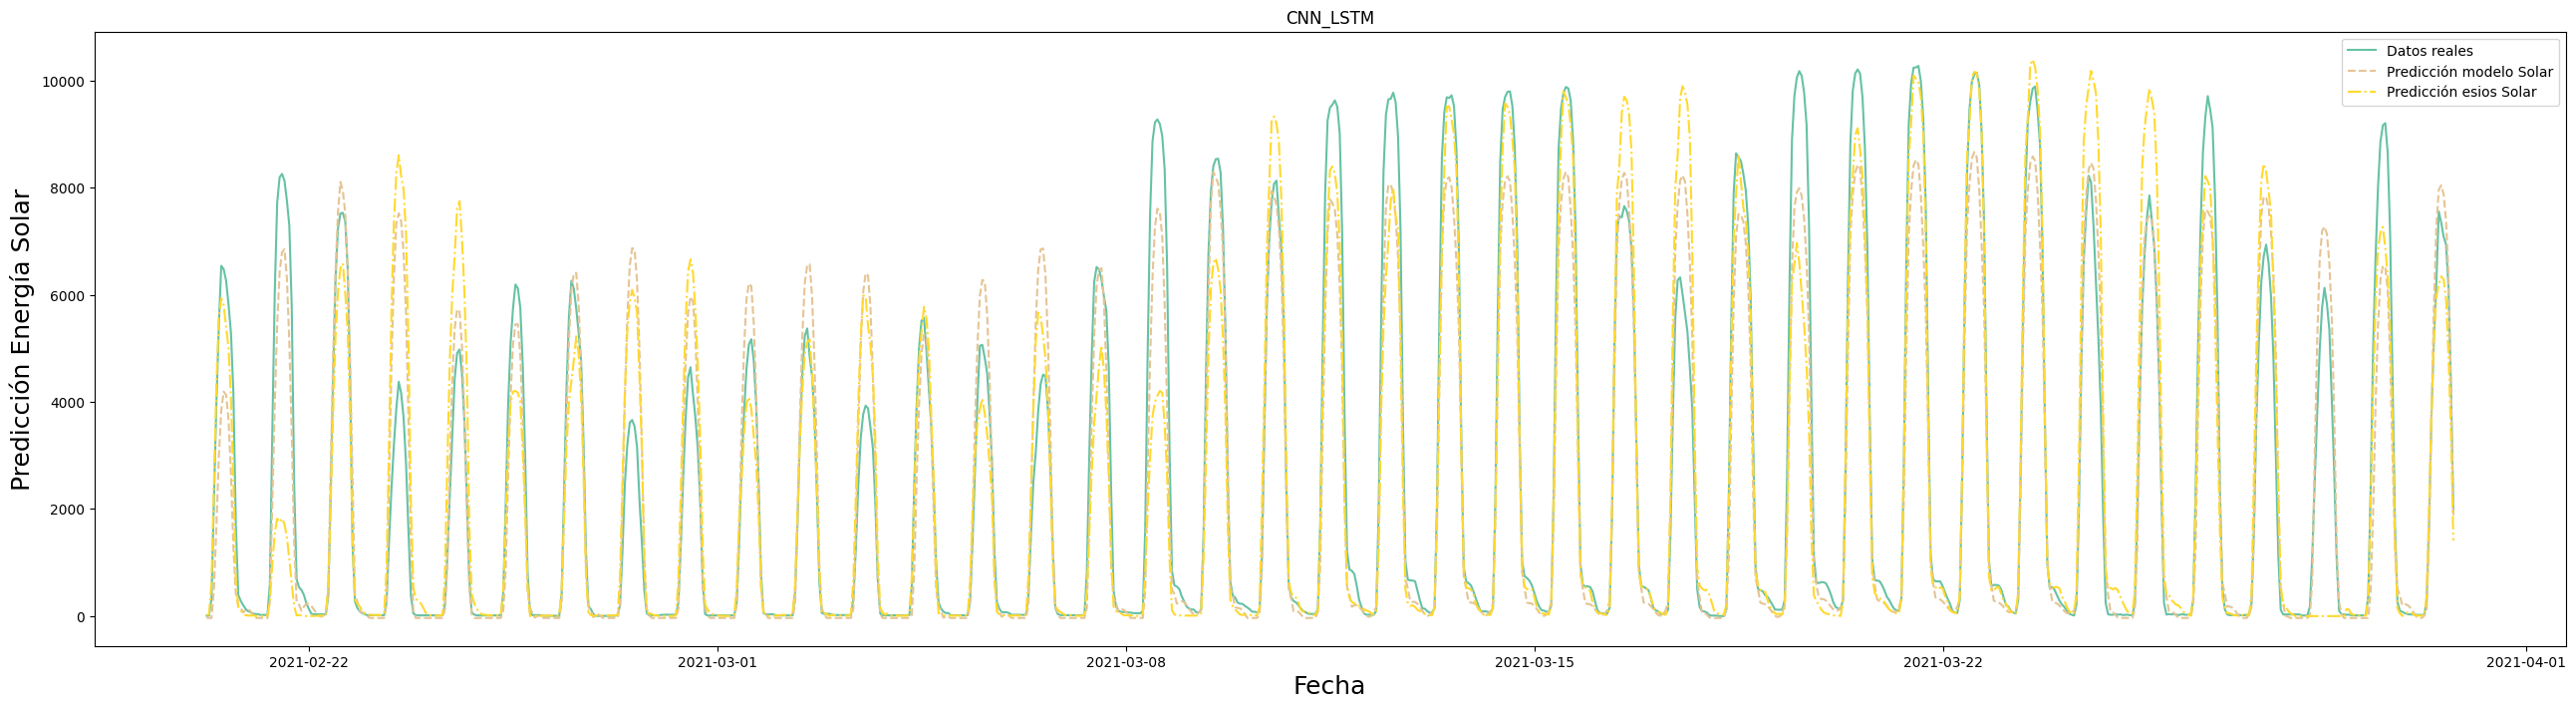 CNN_LSTM
Datos reales
Predicción modelo Solar
Predicción esios Solar
Predicción Energía Solar
10000
8000
6000
4000
2000
0
2021-02-22
2021-03-01
2021-03-08
2021-03-15
2021-03-22
2021-04-01
Fecha